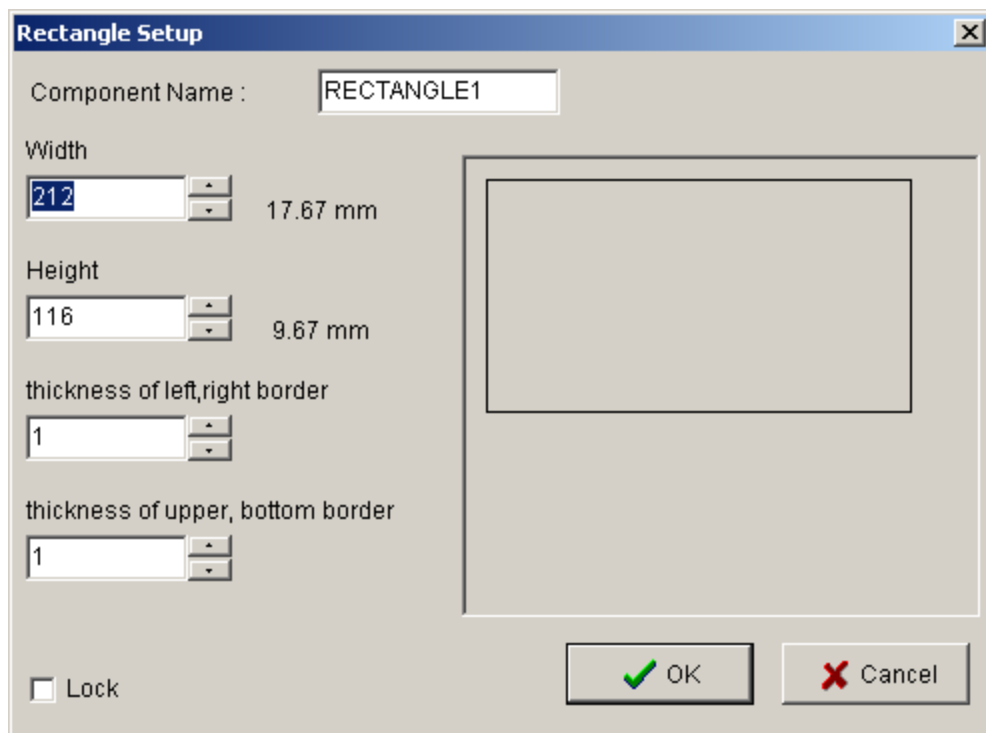 Rectangle Setup
Component Name :
RECTANGLE1
Width
212
17.67 mm
Height
116
9.67 mm
thickness of left,right border
1
thickness of upper, bottom border
1
Lock
OK
Cancel